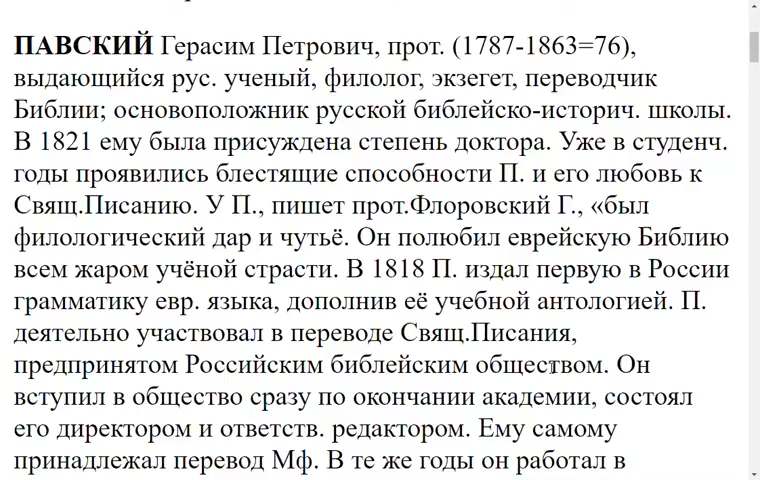 ПАВСКИЙ Герасим Петрович, прот. (1787-1863=76),
выдающийся рус. ученый, филолог, экзегет, переводчик
Библии; основоположник русской библейско-историч. школы.
В 1821 ему была присуждена степень доктора. Уже в студенч.
годы проявились блестящие способности П. и его любовь к
Свящ.Писанию. У П., пишет прот.Флоровский Г., «был
филологический дар и чутьё. Он полюбил еврейскую Библию
всем жаром учёной страсти. В 1818 П. издал первую в России
грамматику евр. языка, дополнив её учебной антологией. П.
деятельно участвовал в переводе Свящ.Писания,
предпринятом Российским библейским обществом. Он
вступил в общество сразу по окончании академии, состоял
его директором и ответств. редактором. Ему самому
принадлежал перевод Мф. В те же годы он работал в